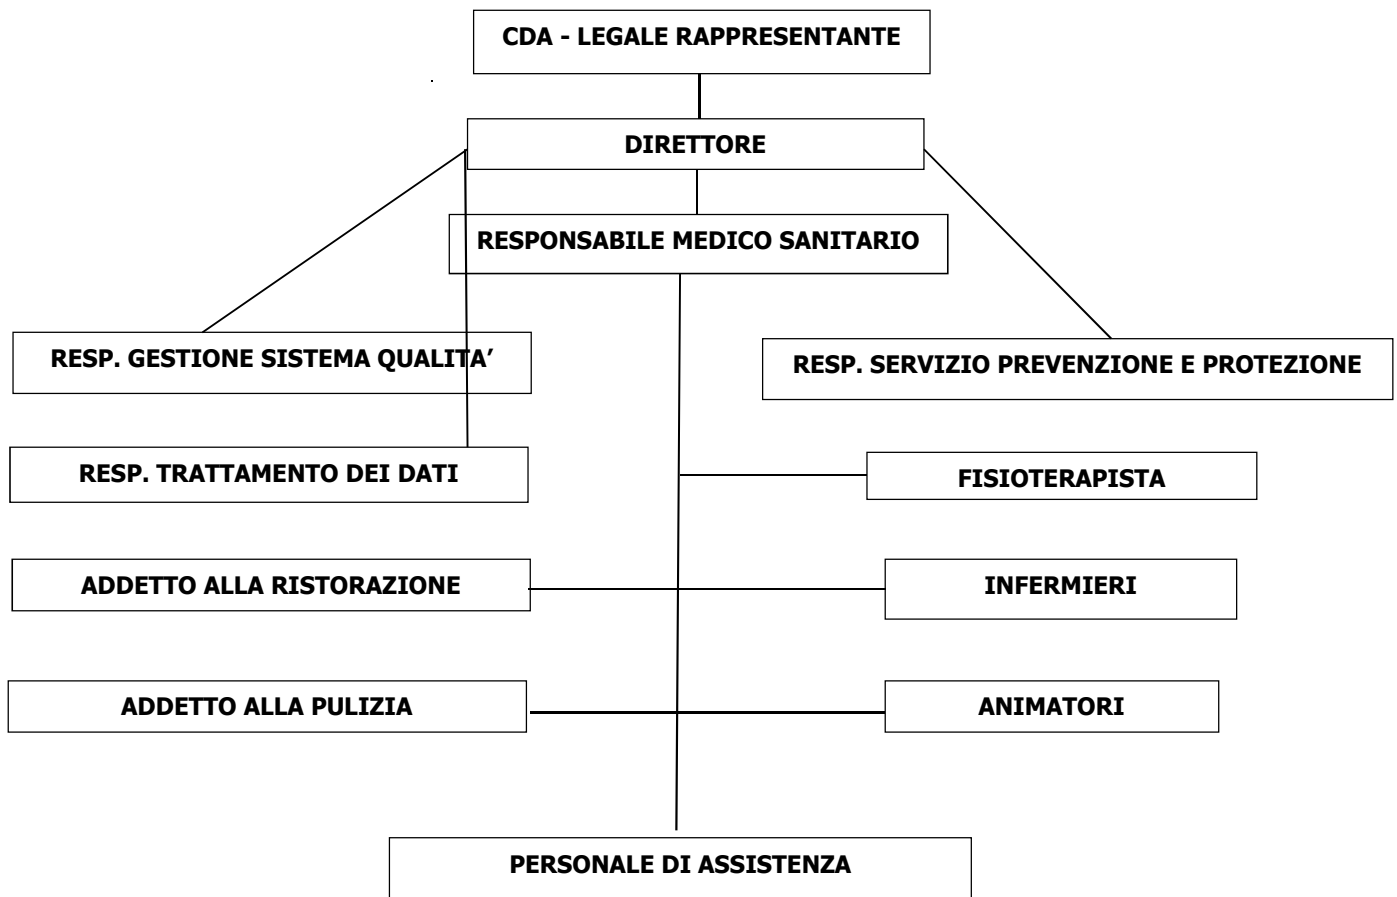 CDA - LEGALE RAPPRESENTANTE
DIRETTORE
RESPONSABILE MEDICO SANITARIO
RESP. GESTIONE SISTEMA QUALITA’
RESP. SERVIZIO PREVENZIONE E PROTEZIONE
RESP. TRATTAMENTO DEI DATI
FISIOTERAPISTA
ADDETTO ALLA RISTORAZIONE
INFERMIERI
ADDETTO ALLA PULIZIA
ANIMATORI
PERSONALE DI ASSISTENZA